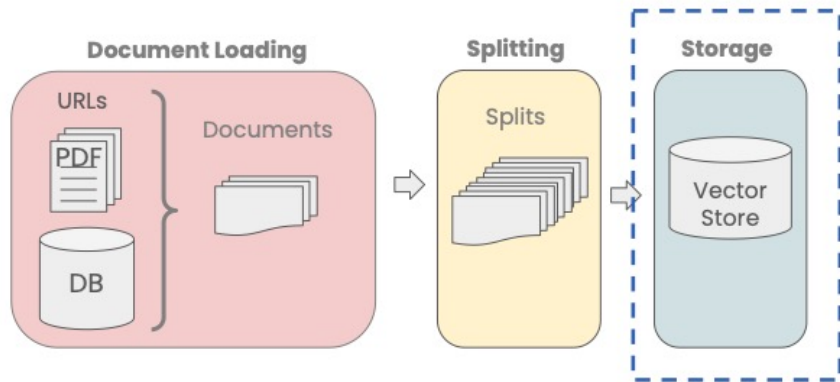 Document Loading
URLs
PDF
DB
Documents
Splitting
Splits
Storage
Vector
Store